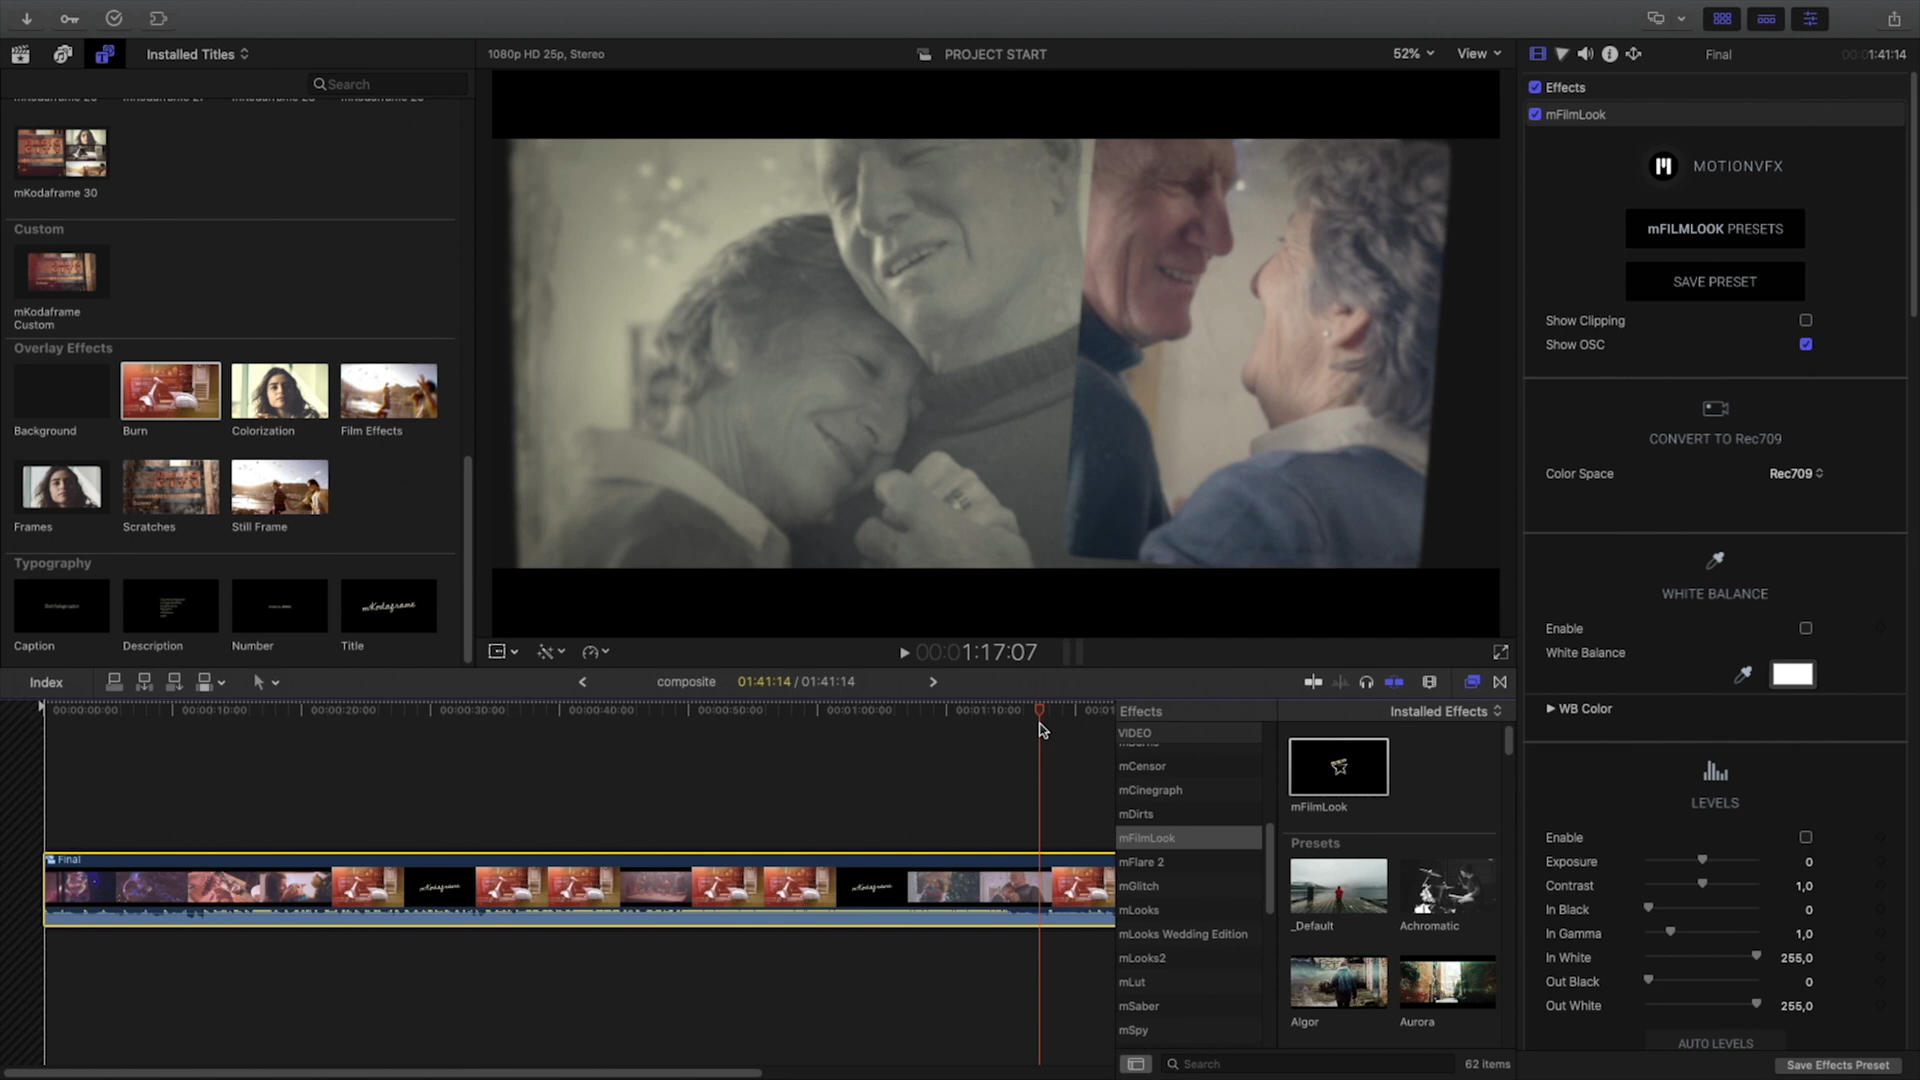 Installed Titles
1080p HD 25p, Stereo
PROJECT START
52%
View
Final
00:01:41:14
Search
Effects
mFilmLook
mKodaframe 30
MOTIONVFX
mFILMLOOK PRESETS
SAVE PRESET
Show Clipping
Show OSC
Custom
mKodaframe
Custom
Overlay Effects
Background
Burn
Colorization
Film Effects
Frames
Scratches
Still Frame
Typography
mKodaframe
Caption
Description
Number
Title
CONVERT TO Rec709
Color Space
Rec709
WHITE BALANCE
Enable
White Balance
WB Color
LEVELS
Enable
Exposure
0
Contrast
1,0
In Black
0
In Gamma
1,0
In White
255,0
Out Black
0
Out White
255,0
AUTO LEVELS
Save Effects Preset
00:00:1:17:07
Index
composite
01:41:14 / 01:41:14
00:00:00:00
00:00:10:00
00:00:20:00
00:00:30:00
00:00:40:00
00:00:50:00
00:01:00:00
00:01:10:00
00:01
Final
mKodaframe
mKodaframe
Effects
Installed Effects
VIDEO
mCensor
mCinegraph
mDirts
mFilmLook
mFlare 2
mGlitch
mLooks
mLooks Wedding Edition
mLooks2
mLut
mSaber
mSpy
mFilmLook
Presets
_Default
Achromatic
Algor
Aurora
Search
62 items